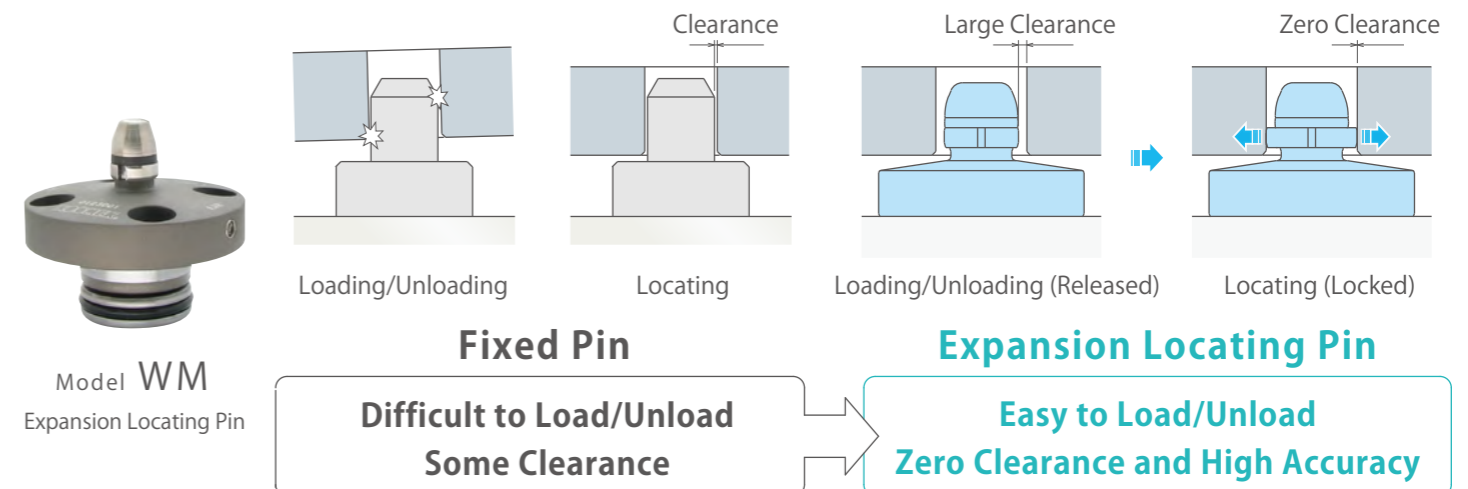 Clearance
Large Clearance
Zero Clearance
Loading/Unloading
Locating
Loading/Unloading (Released)
Locating (Locked)
Model WM
Expansion Locating Pin
Fixed Pin
Expansion Locating Pin
Difficult to Load/Unload
Some Clearance
Easy to Load/Unload
Zero Clearance and High Accuracy